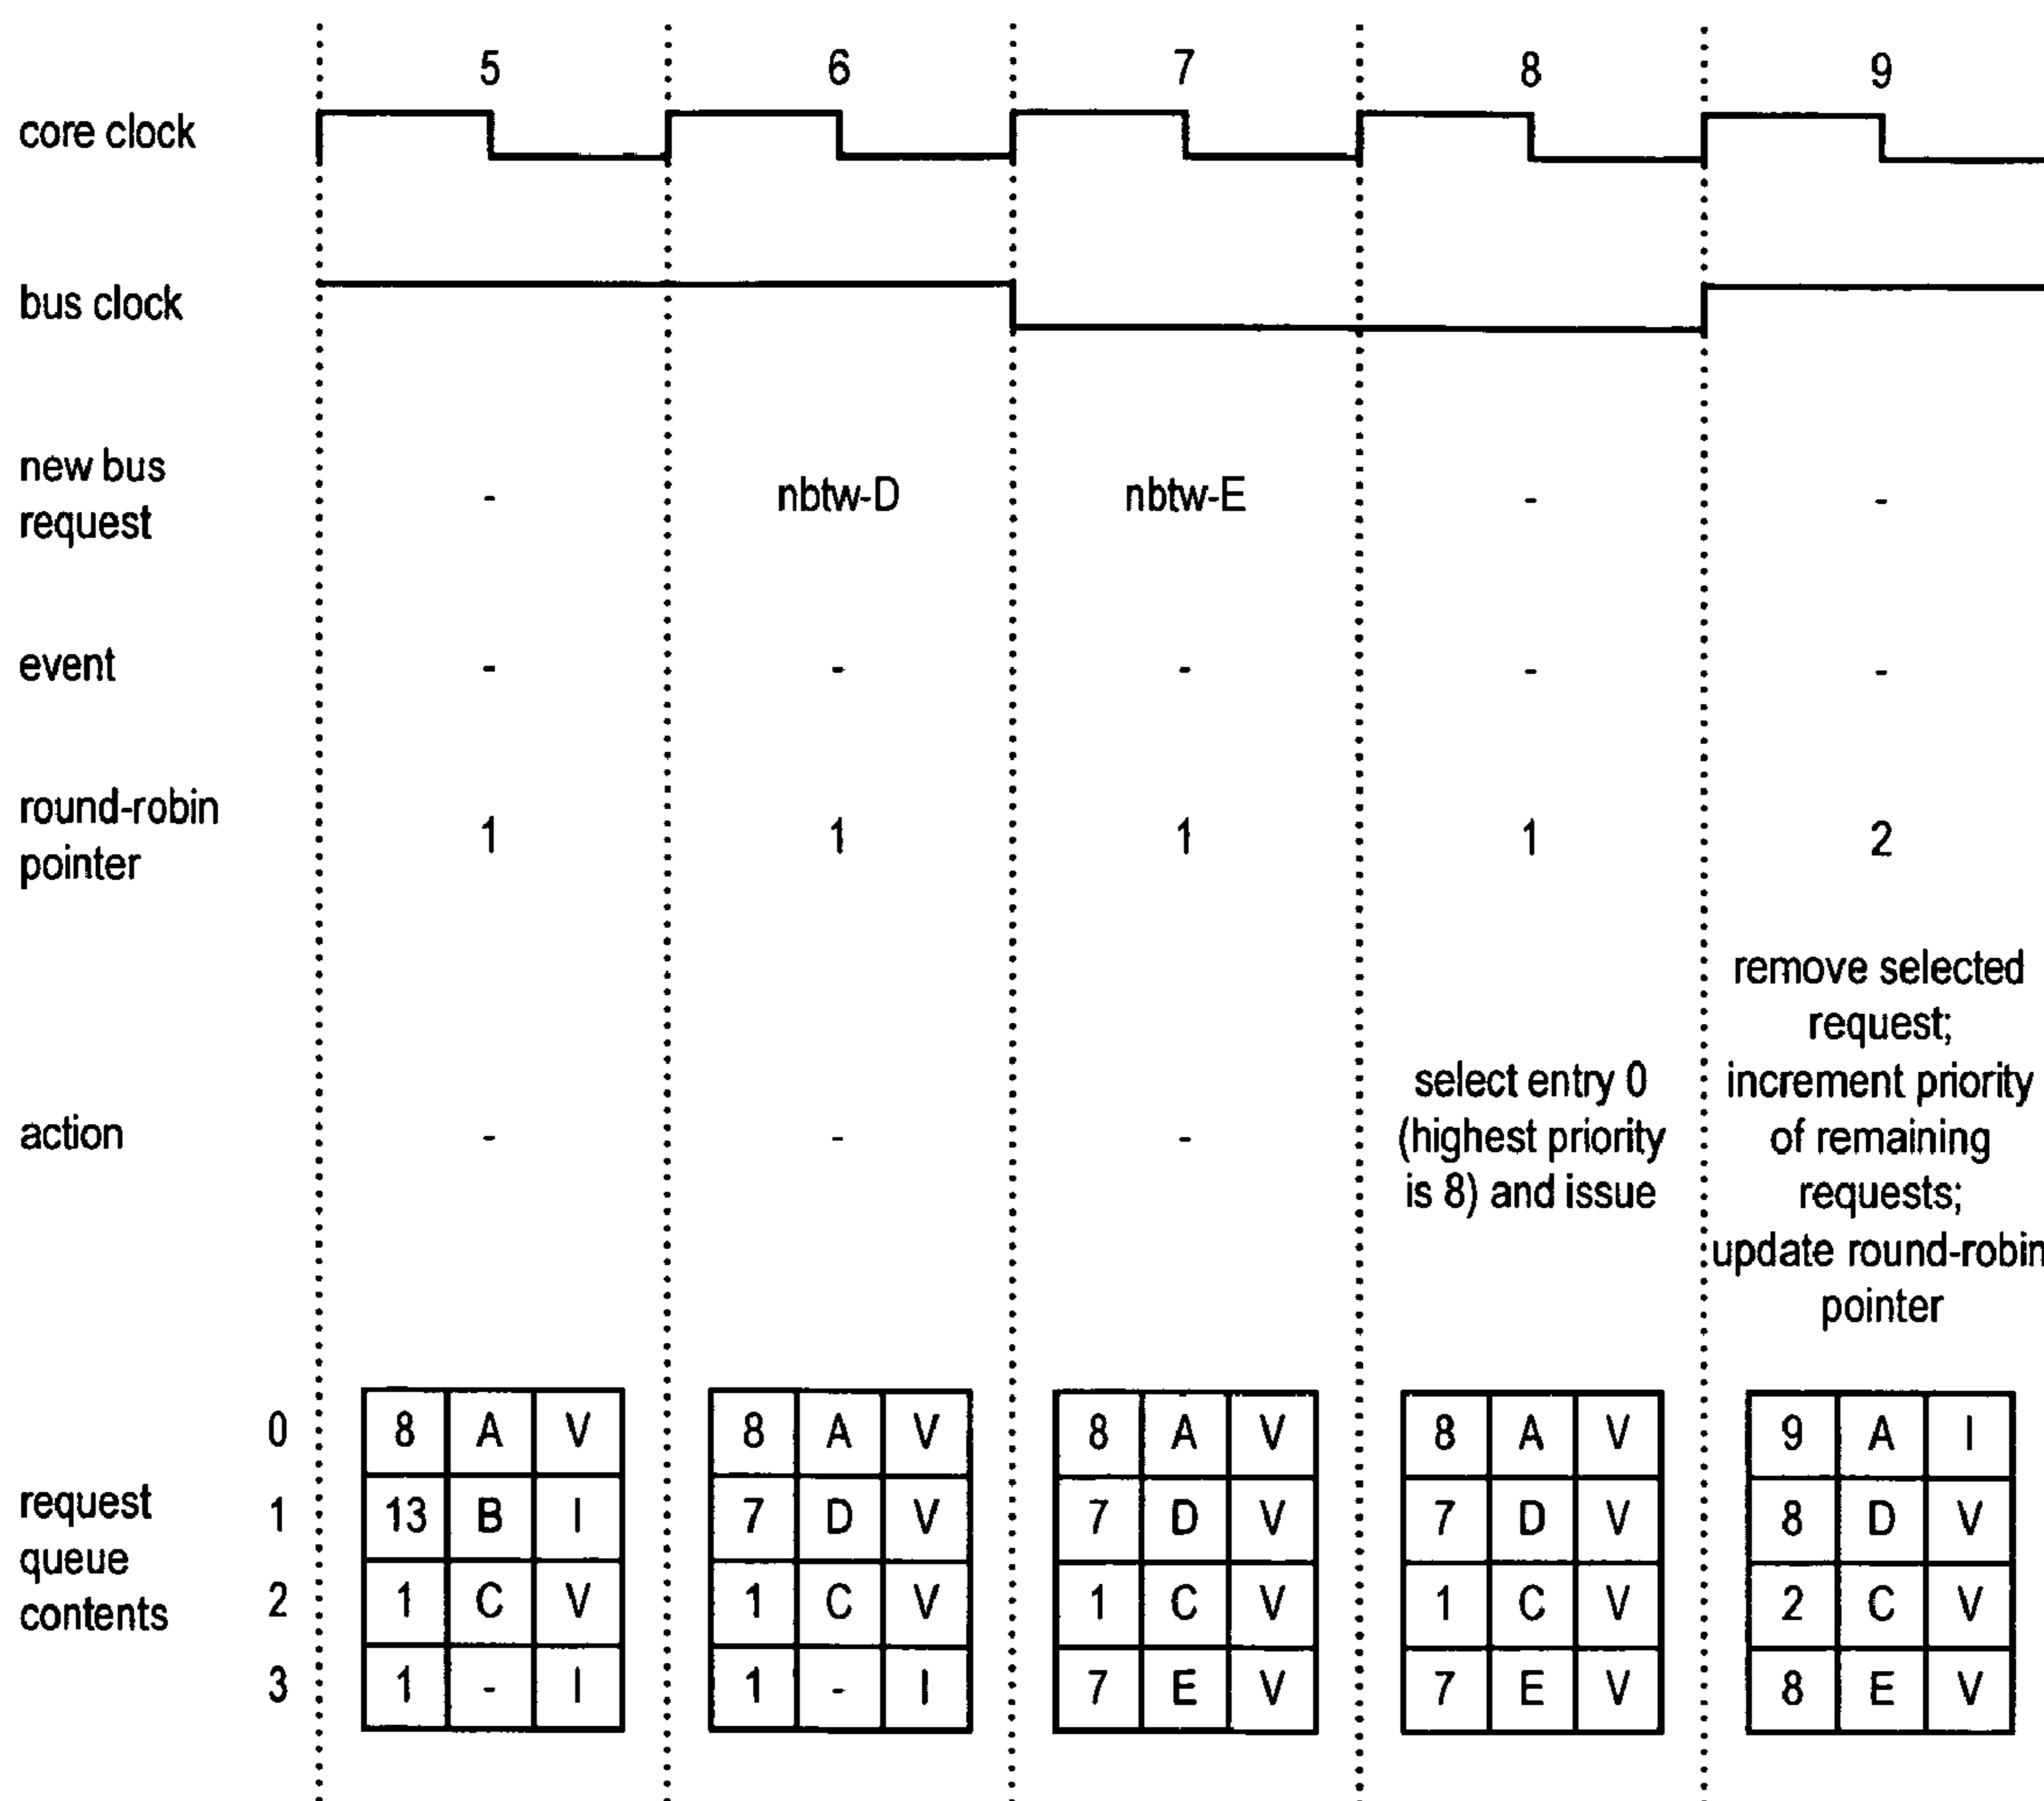 5 6 7 8 9
core clock
bus clock
new bus
request
- nbtw-D nbtw-E - -
event - - - - -
round-robin
pointer
1 1 1 1 2
action - - -
select entry 0
(highest priority
is 8) and issue
remove selected
request;
increment priority
of remaining
requests;
update round-robin
pointer
request
queue
contents
0 8 A V 8 A V 8 A V 8 A V 9 A I
1 13 B I 7 D V 7 D V 7 D V 8 D V
2 1 C V 1 C V 1 C V 1 C V 2 C V
3 1 - I 1 - I 7 E V 7 E V 8 E V